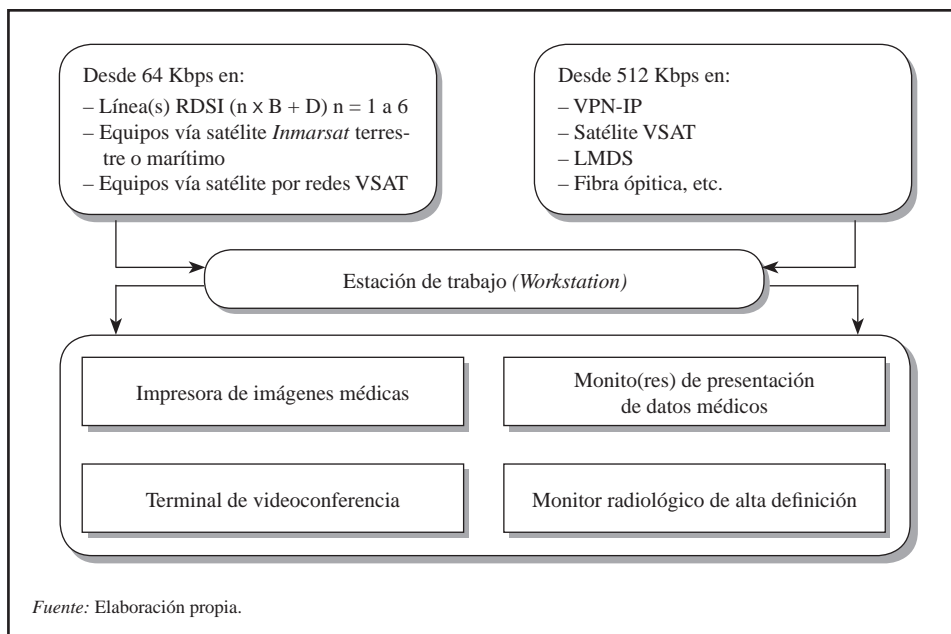 Desde 64 Kbps en:
– Línea(s) RDSI (n x B + D) n = 1 a 6
– Equipos vía satélite Inmarsat terres-
tre o marítimo
– Equipos vía satélite por redes VSAT
Desde 512 Kbps en:
– VPN-IP
– Satélite VSAT
– LMDS
– Fibra ópitica, etc.
Estación de trabajo (Workstation)
Impresora de imágenes médicas
Monito(res) de presentación
de datos médicos
Terminal de videoconferencia
Monitor radiológico de alta definición
Fuente: Elaboración propia.